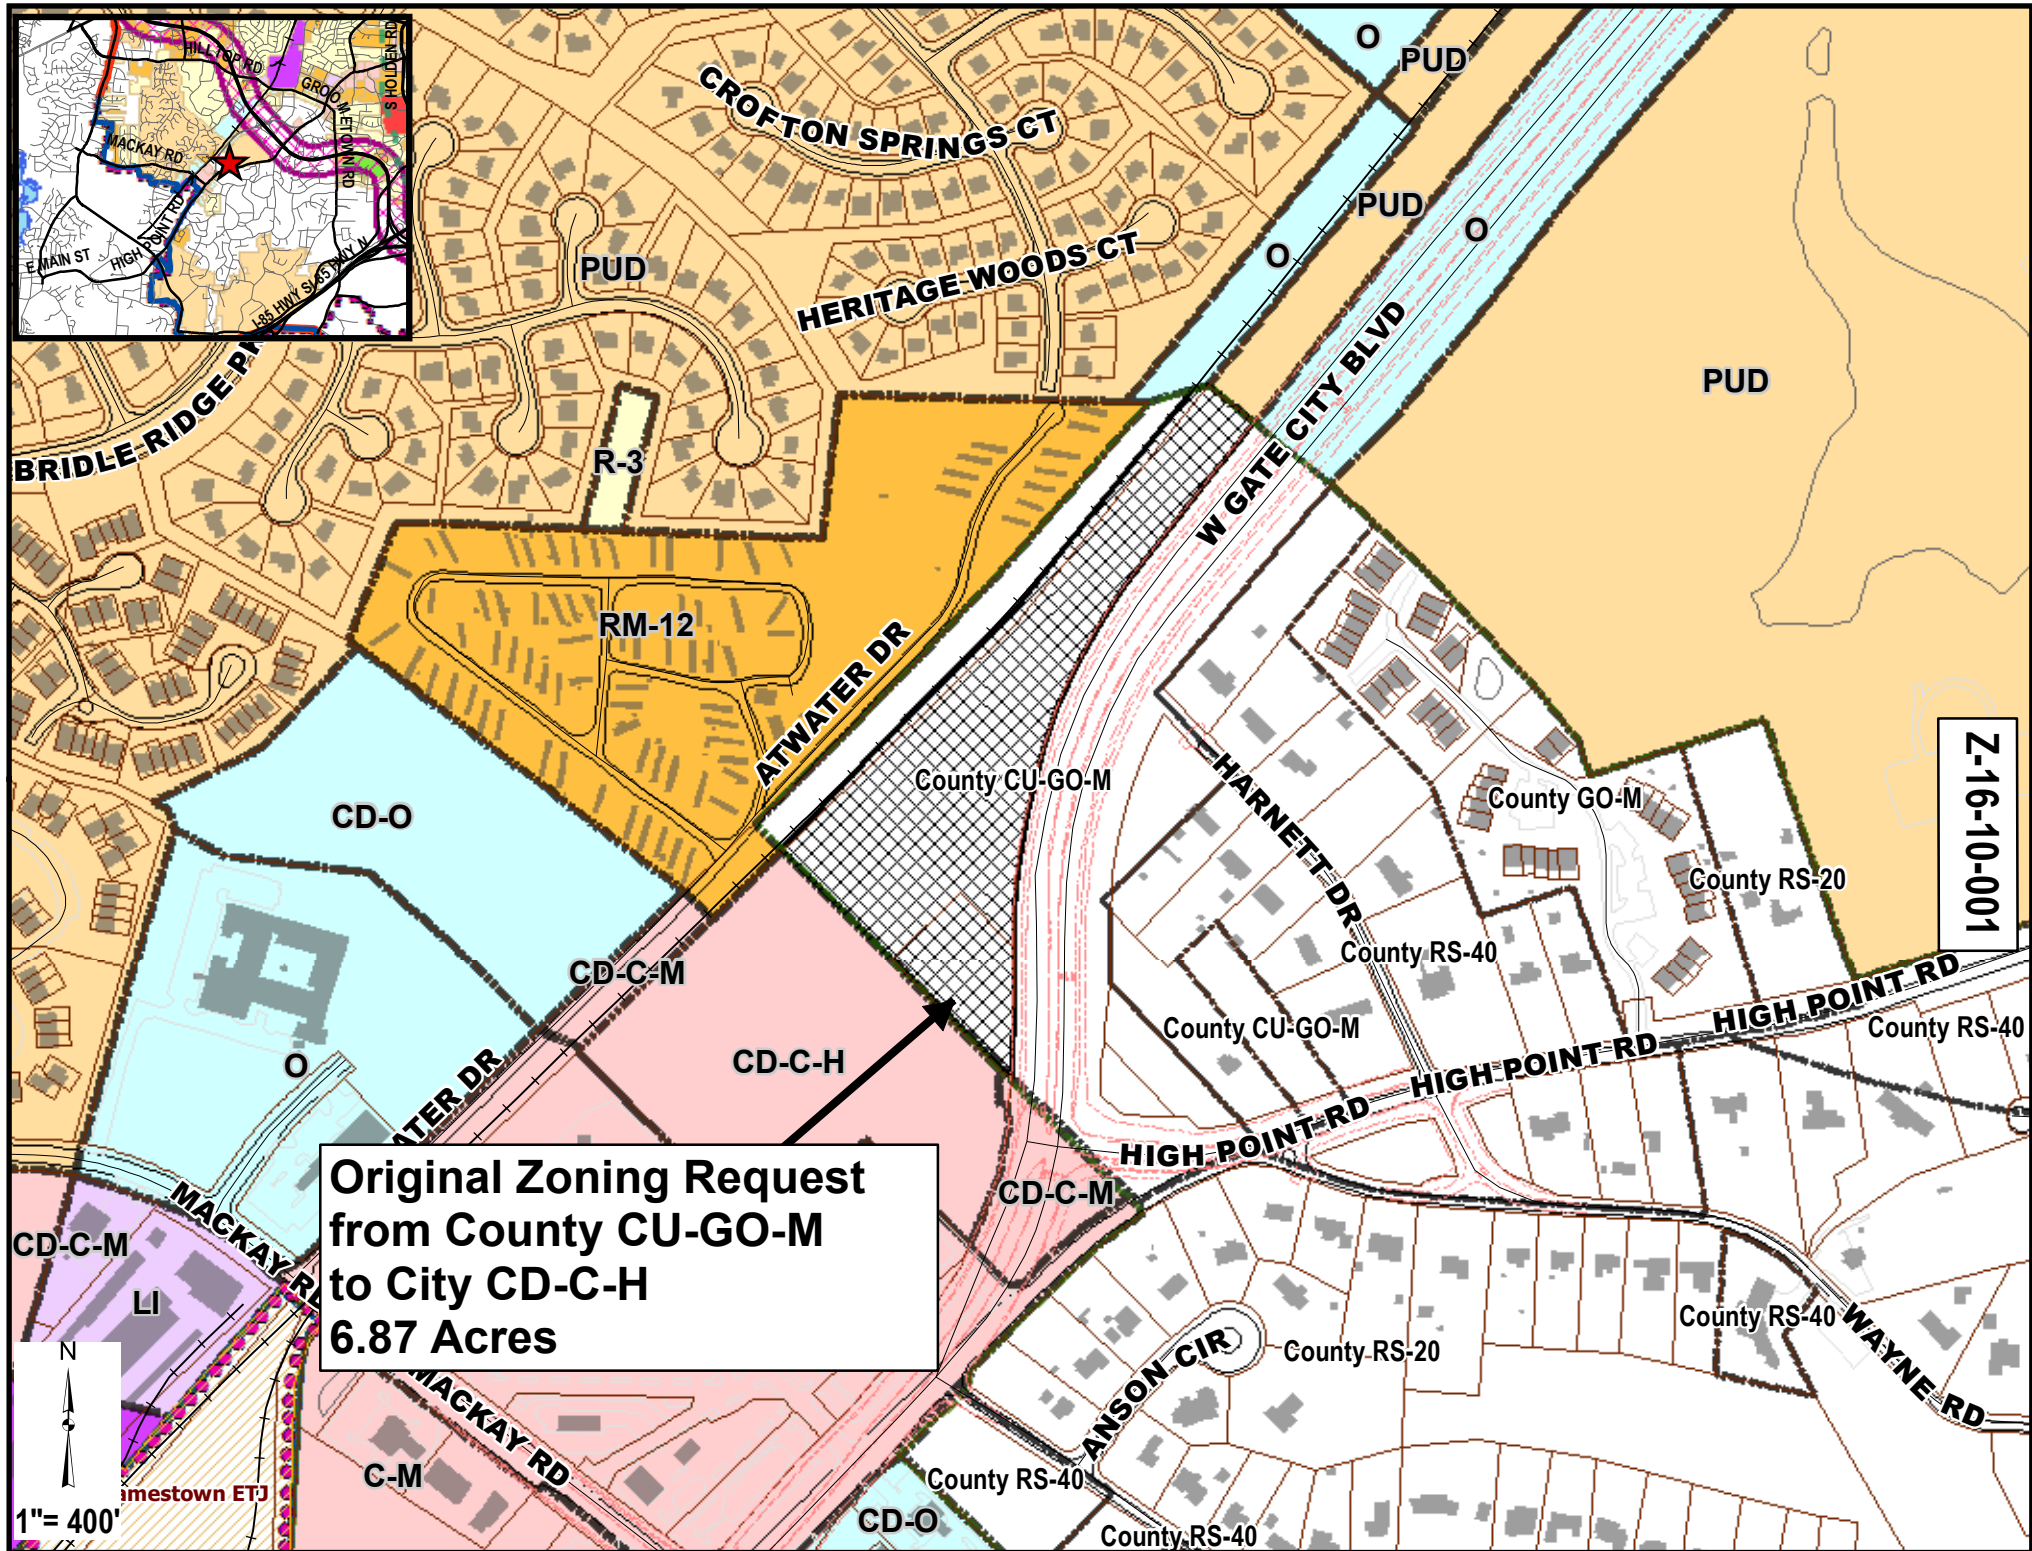 HILLTOP RD
S HOLDEN RD
GROOMETOWN RD
MACKAY RD
HIGH POINT RD
E MAIN ST
O
PUD
CROFTON SPRINGS CT
PUD
O
O
HERITAGE WOODS CT
PUD
W GATE CITY BLVD
PUD
BRIDLE RIDGE
R-3
RM-12
ATWATER DR
County CU-GO-M
HARNETT DR
County GO-M
Z-16-10-001
CD-O
County RS-20
County RS-40
CD-C-M
HIGH POINT RD
County CU-GO-M
County RS-40
O
CD-C-H
HIGH POINT RD
ATER DR
HIGH POINT RD
CD-C-M
Original Zoning Request
from County CU-GO-M
to City CD-C-H
6.87 Acres
MACKAY RD
CD-C-M
LI
County RS-40
WAYNE RD
County RS-20
ANSON CIR
N
MACKAY RD
C-M
County RS-40
amestown ETJ
1"= 400'
CD-O
County RS-40